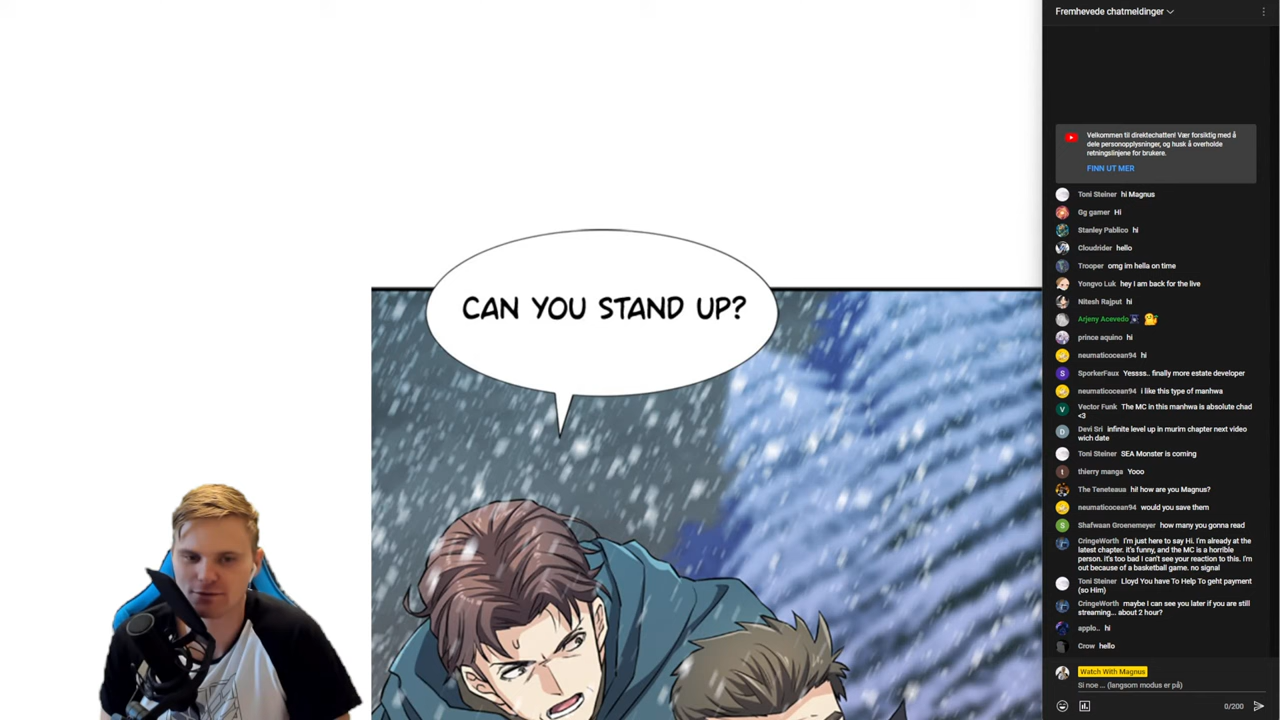 CAN YOU STAND UP?
Fremhevede chatmeldinger
Velkommen til direktechatten! Vær forsiktig med å
dele personopplysninger, og husk å overholde
retningslinjene for brukere.
FINN UT MER
Toni Steiner hi Magnus
Gg gamer Hi
Stanley Pablico hi
Cloudrider hello
Trooper omg im hella on time
Yongvo Luk hey I am back for the live
Nitesh Rajput hi
Arjeny Acevedo
prince aquino hi
neumaticocean94 hi
SporkerFaux Yessss.. finally more estate developer
neumaticocean94 i like this type of manhwa
Vector Funk The MC in this manhwa is absolute chad
<3
Devi Sri infinite level up in murim chapter next video
wich date
Toni Steiner SEA Monster is coming
thierry manga Yooo
The Teneteaus hi! how are you Magnus?
neumaticocean94 would you save them
Shafwaan Groenemeyer how many you gonna read
CringeWorth I'm just here to say Hi. I'm already at the
latest chapter. it's funny, and the MC is a horrible
person. it's too bad I can't see your reaction to this. I'm
out because of a basketball game. no signal
Toni Steiner Lloyd You have To Help To geht payment
(so Him)
CringeWorth maybe I can see you later if you are still
streaming... about 2 hour?
applo.. hi
Crow hello
Watch With Magnus
Si noe ... (langsom modus er på)
0/200